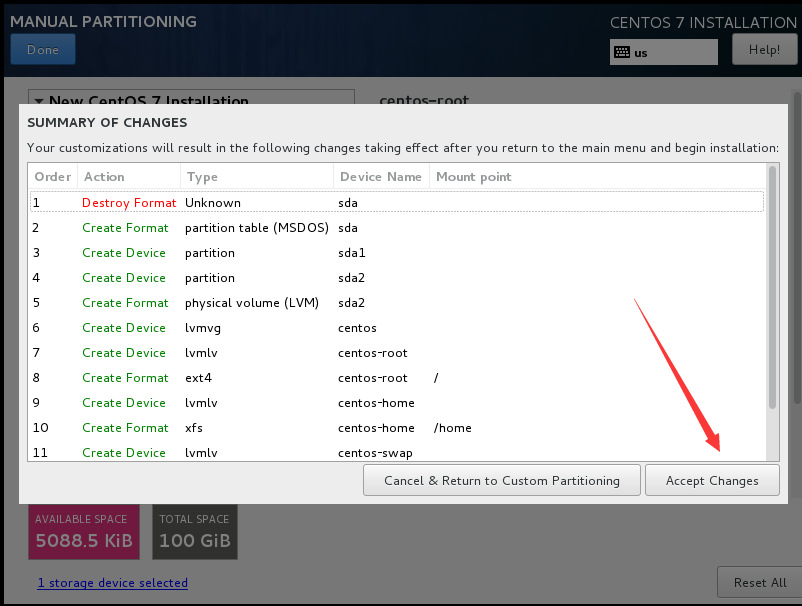 MANUAL PARTITIONING
CENTOS 7 INSTALLATION
Done
us
Help!
New CentOS 7 Installation
centos-root
SUMMARY OF CHANGES
Your customizations will result in the following changes taking effect after you return to the main menu and begin installation:
Order Action Type Device Name Mount point
1 Destroy Format Unknown sda
2 Create Format partition table (MSDOS) sda
3 Create Device partition sda1
4 Create Device partition sda2
5 Create Format physical volume (LVM) sda2
6 Create Device lvmvg centos
7 Create Device lvmlv centos-root
8 Create Format ext4 centos-root /
9 Create Device lvmlv centos-home
10 Create Format xfs centos-home /home
11 Create Device lvmlv centos-swap
Cancel & Return to Custom Partitioning
Accept Changes
AVAILABLE SPACE
5088.5 KiB
TOTAL SPACE
100 GiB
1 storage device selected
Reset All